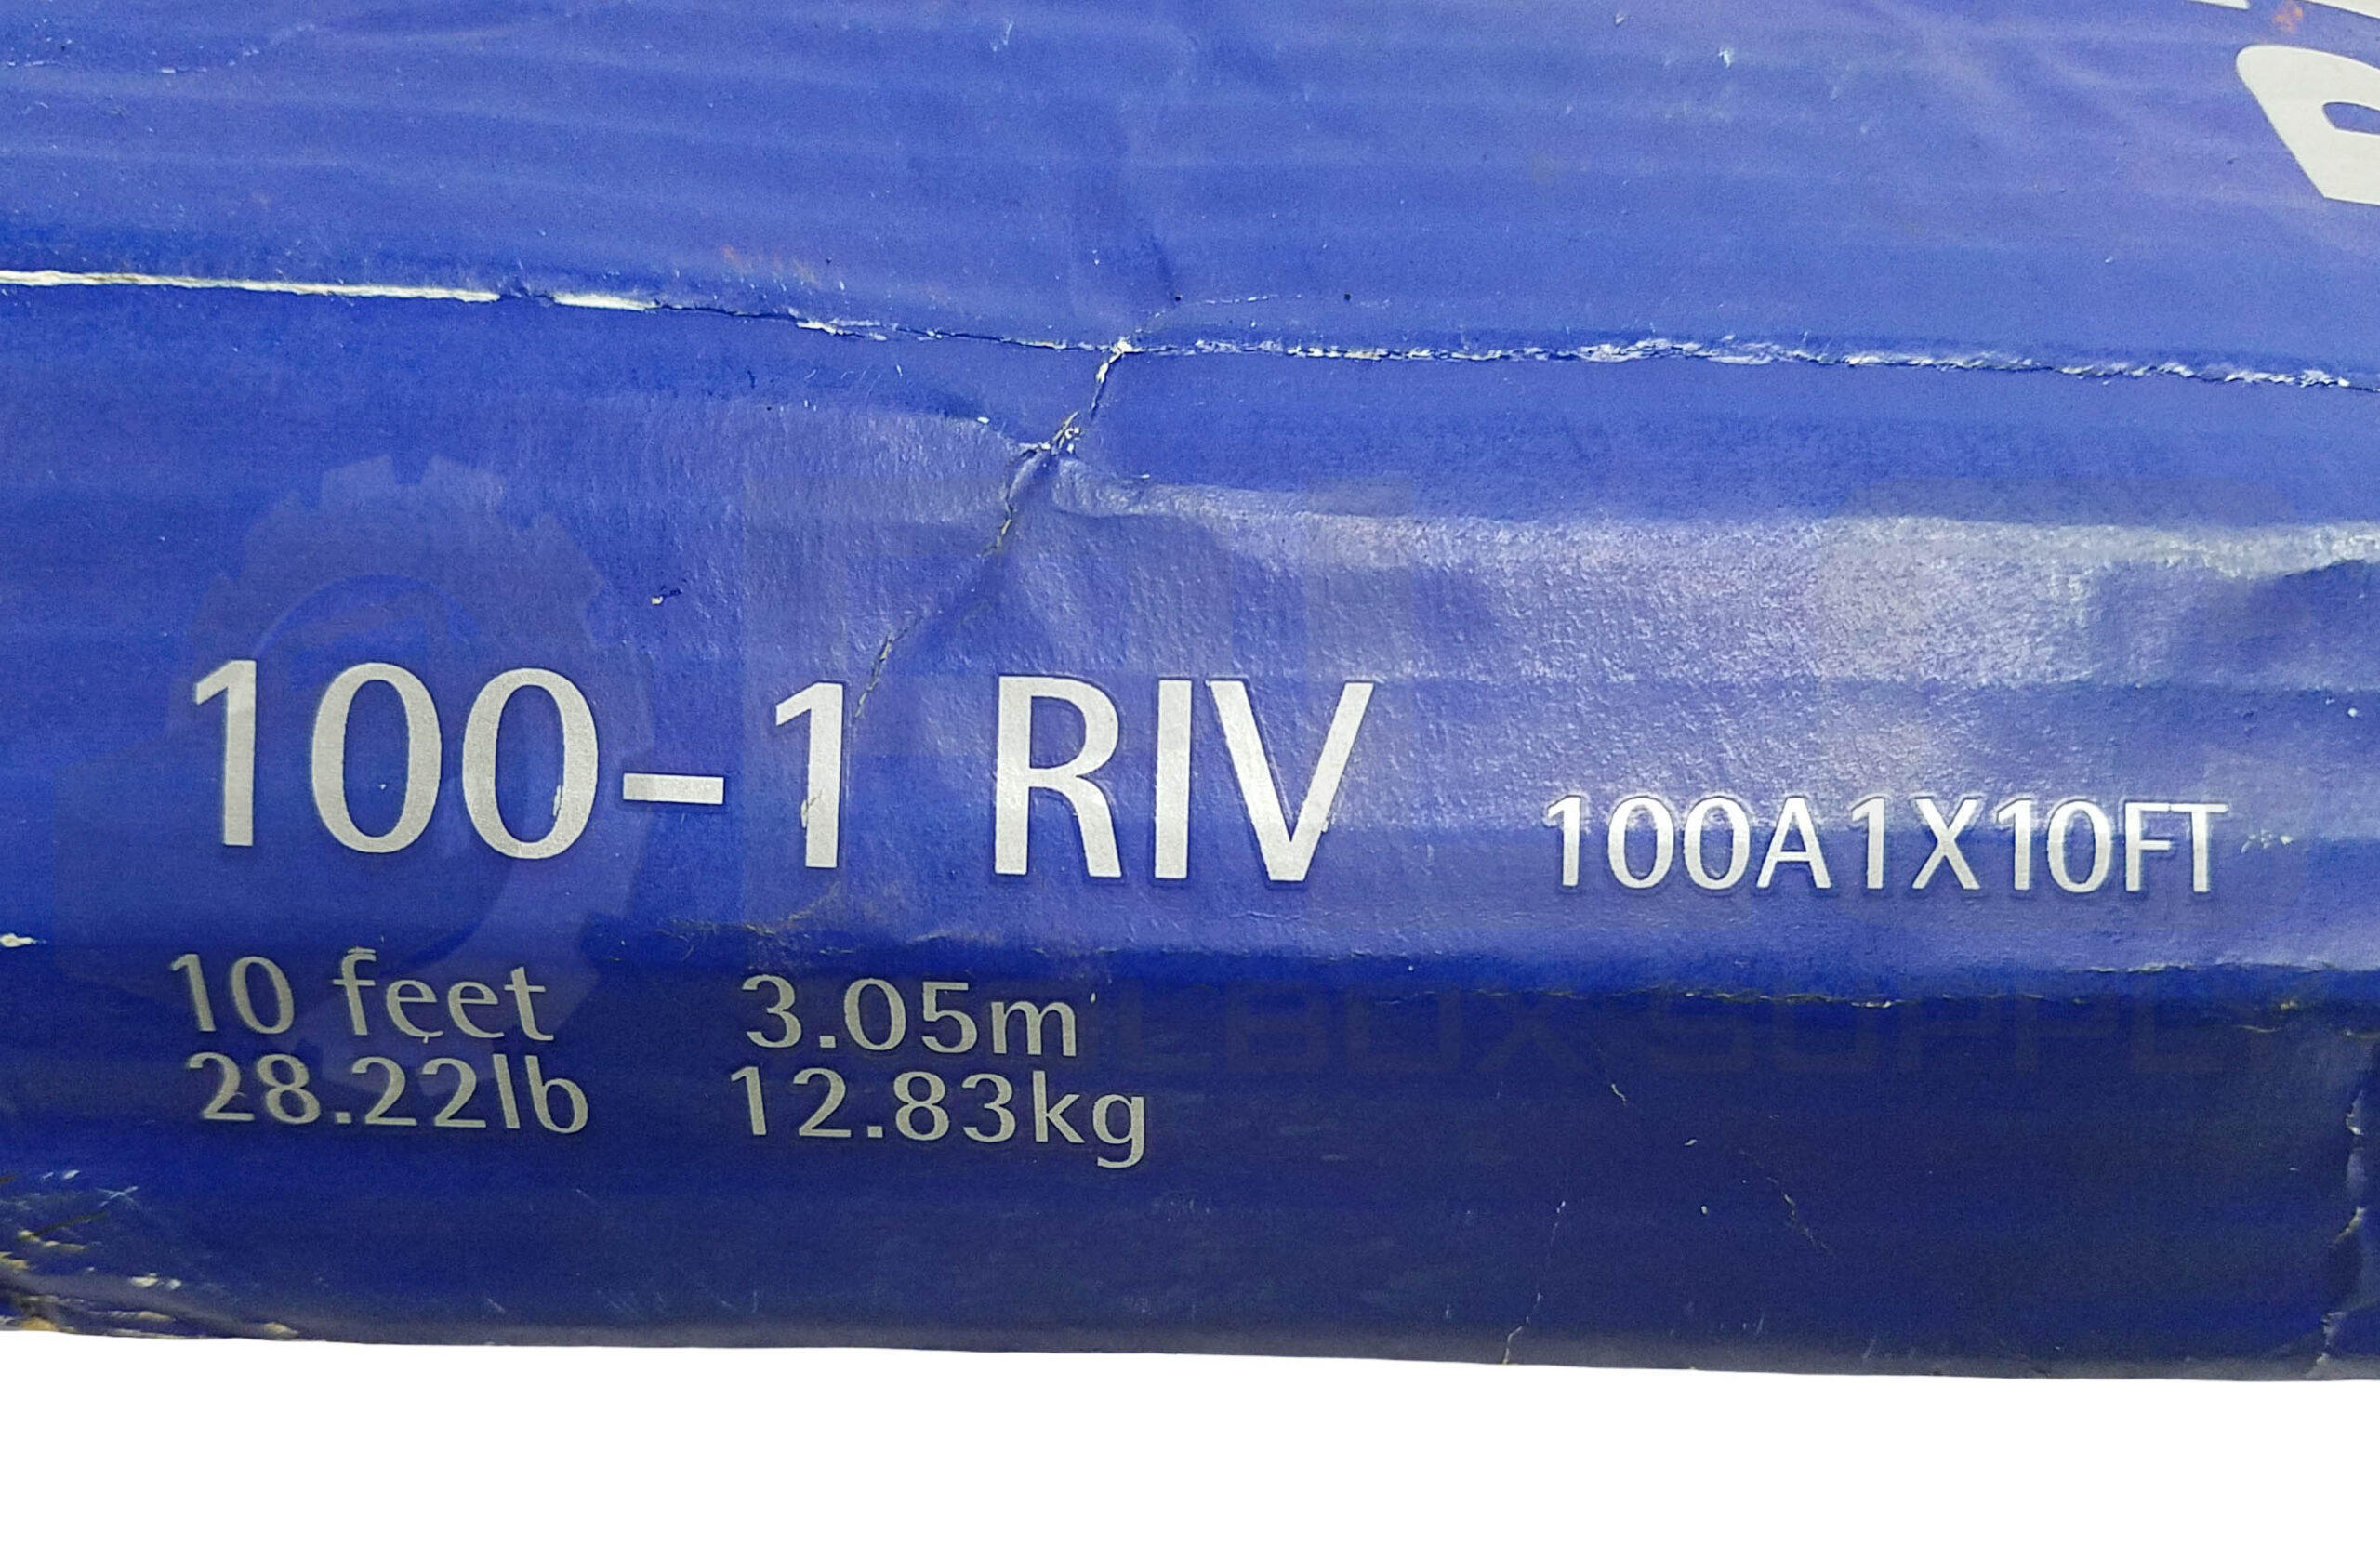 100-1 RIV 100A1X10FT
10 feet 3.05m
28.22lb 12.83kg